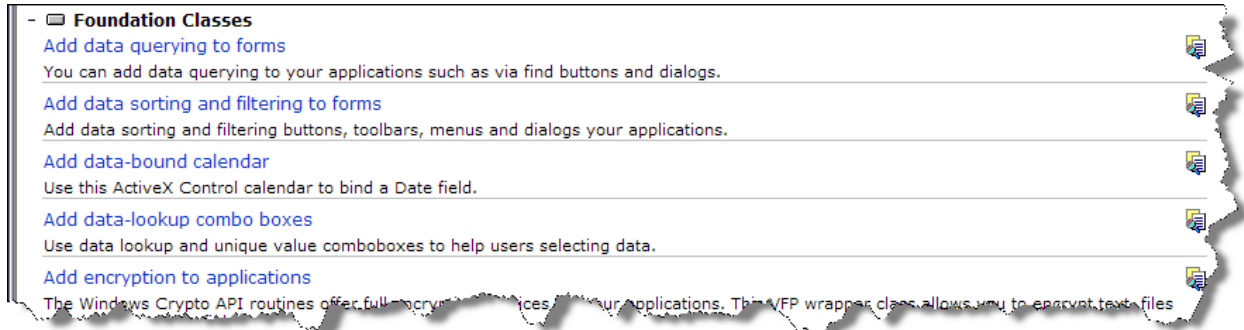 - Foundation Classes
Add data querying to forms
You can add data querying to your applications such as via find buttons and dialogs.
Add data sorting and filtering to forms
Add data sorting and filtering buttons, toolbars, menus and dialogs your applications.
Add data-bound calendar
Use this ActiveX Control calendar to bind a Date field.
Add data-lookup combo boxes
Use data lookup and unique value comboboxes to help users selecting data.
Add encryption to applications
The Windows Crypto API routines offer full your applications. This VFP wrapper class allows you to encrypt text files